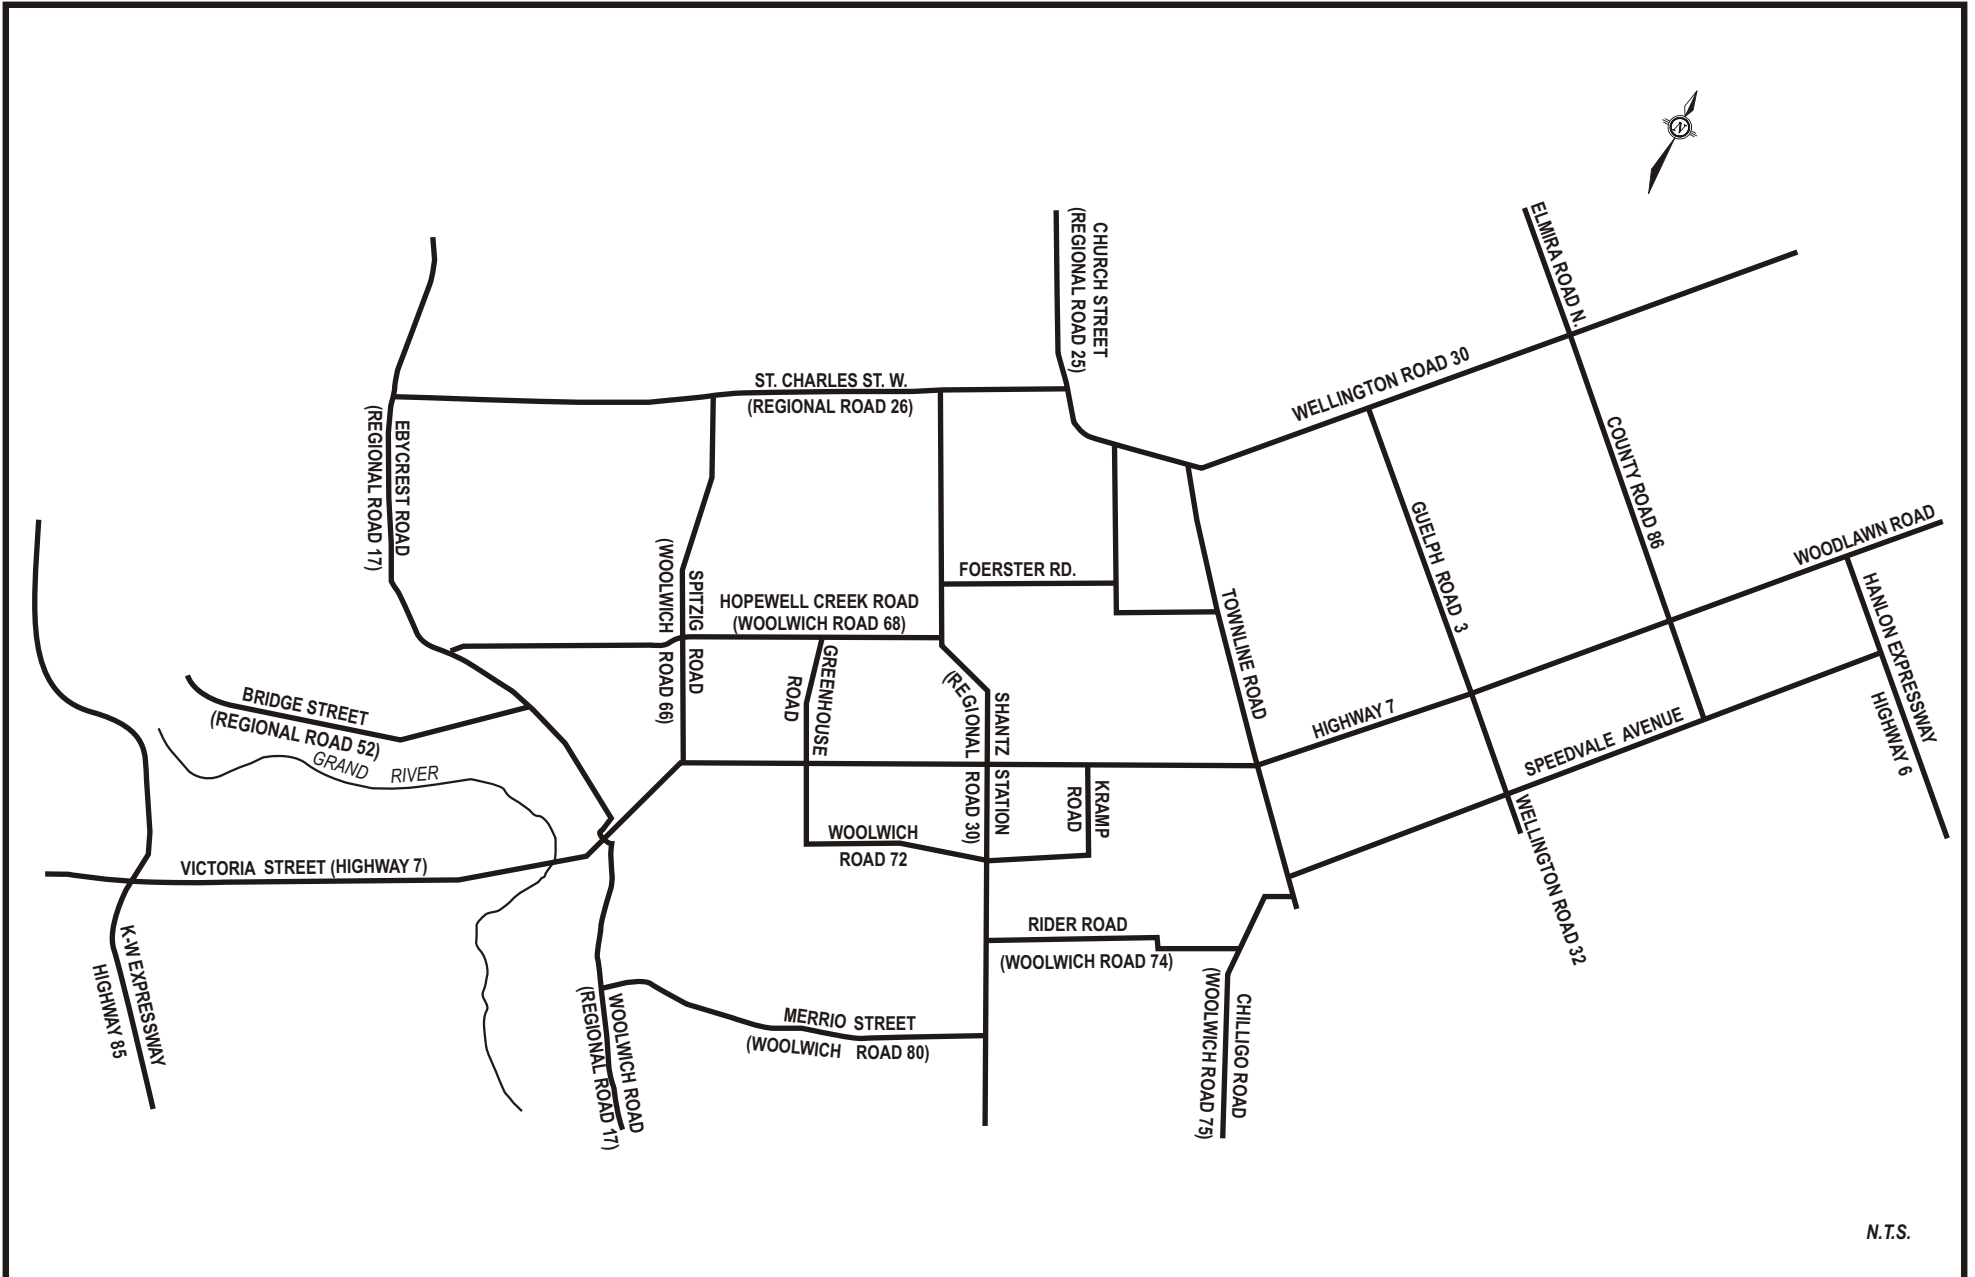 N
ELMIRA ROAD N.
CHURCH STREET
(REGIONAL ROAD 25)
WELLINGTON ROAD 30
ST. CHARLES ST. W.
(REGIONAL ROAD 26)
EBYCREST ROAD
(REGIONAL ROAD 17)
COUNTY ROAD 86
GUELPH ROAD 3
WOODLAWN ROAD
SPITZIG ROAD
(WOOLWICH ROAD 66)
FOERSTER RD.
HOPEWELL CREEK ROAD
(WOOLWICH ROAD 68)
TOWNLINE ROAD
HANLON EXPRESSWAY
HIGHWAY 6
GREENHOUSE
ROAD
SHANTZ STATION
(REGIONAL ROAD 30)
BRIDGE STREET
(REGIONAL ROAD 52)
GRAND RIVER
HIGHWAY 7
SPEEDVALE AVENUE
KRAMP
ROAD
WOOLWICH
ROAD 72
VICTORIA STREET (HIGHWAY 7)
WELLINGTON ROAD 32
RIDER ROAD
(WOOLWICH ROAD 74)
K-W EXPRESSWAY
HIGHWAY 85
WOOLWICH ROAD
(REGIONAL ROAD 17)
MERRIO STREET
(WOOLWICH ROAD 80)
CHILLIGO ROAD
(WOOLWICH ROAD 75)
N.T.S.